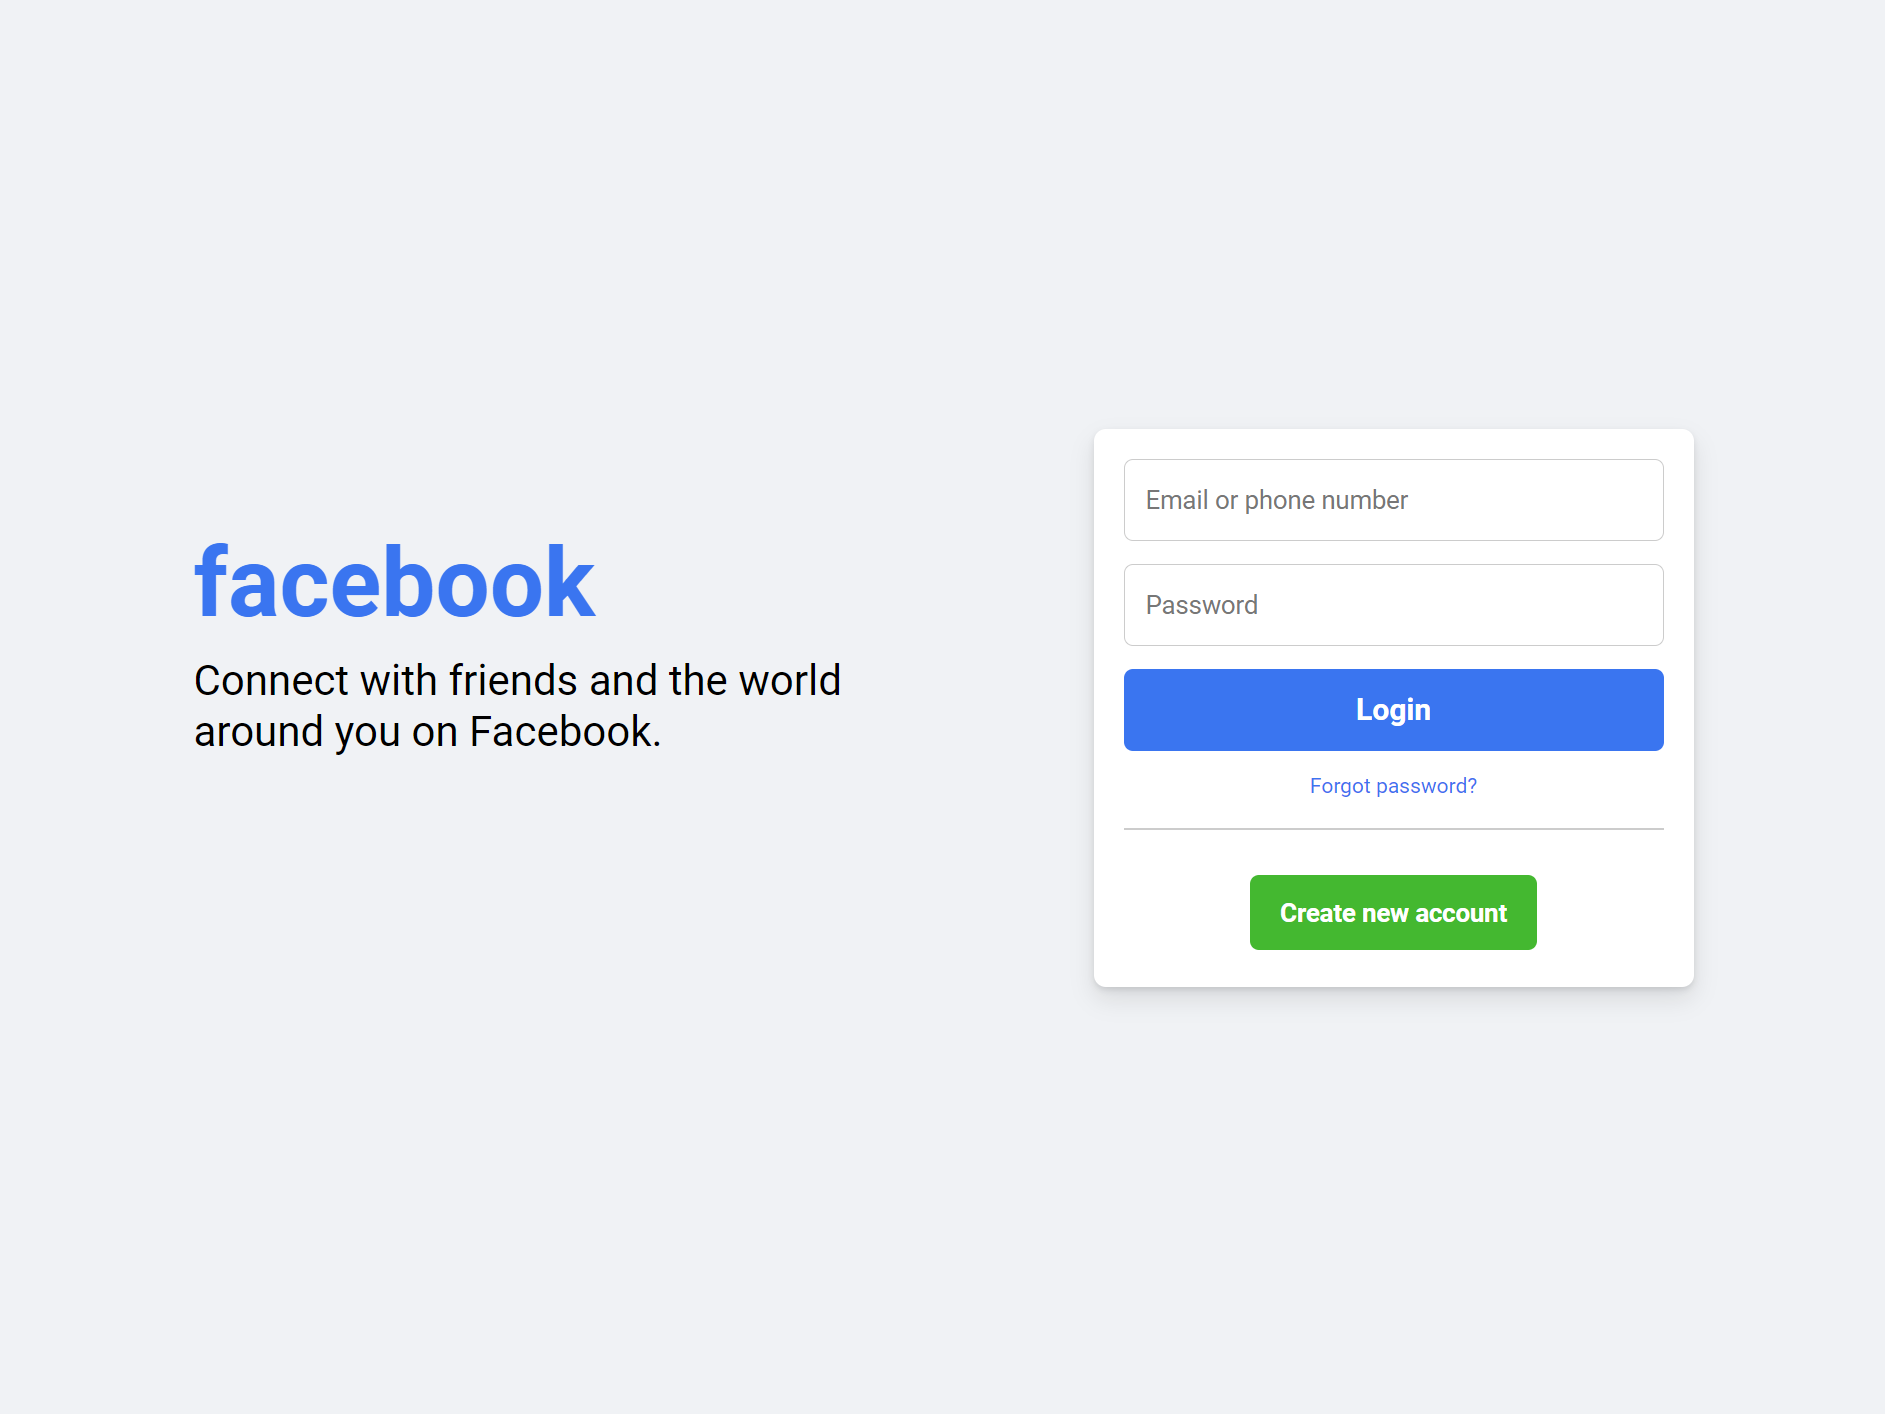 facebook
Connect with friends and the world
around you on Facebook.
Email or phone number
Password
Login
Forgot password?
Create new account